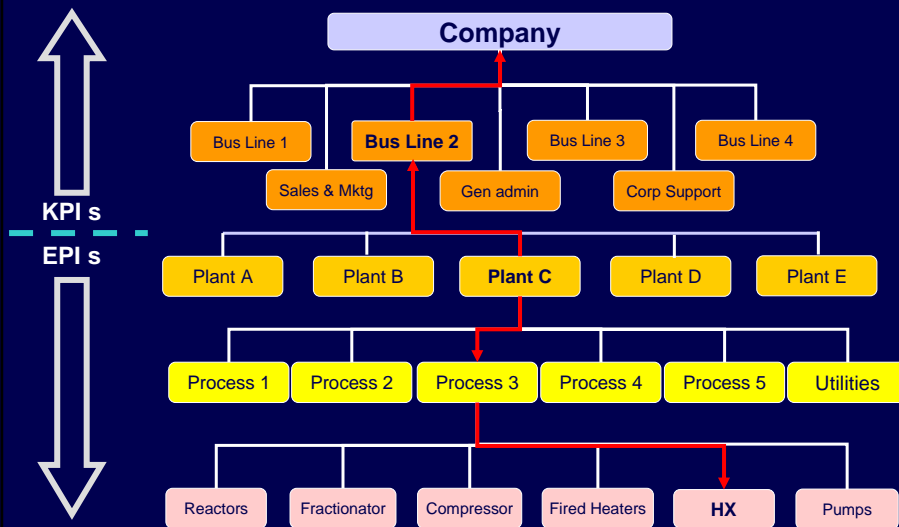 Company
Bus Line 1
Bus Line 2
Bus Line 3
Bus Line 4
Sales & Mktg
Gen admin
Corp Support
KPI s
EPI s
Plant A
Plant B
Plant C
Plant D
Plant E
Process 1
Process 2
Process 3
Process 4
Process 5
Utilities
Reactors
Fractionator
Compressor
Fired Heaters
HX
Pumps